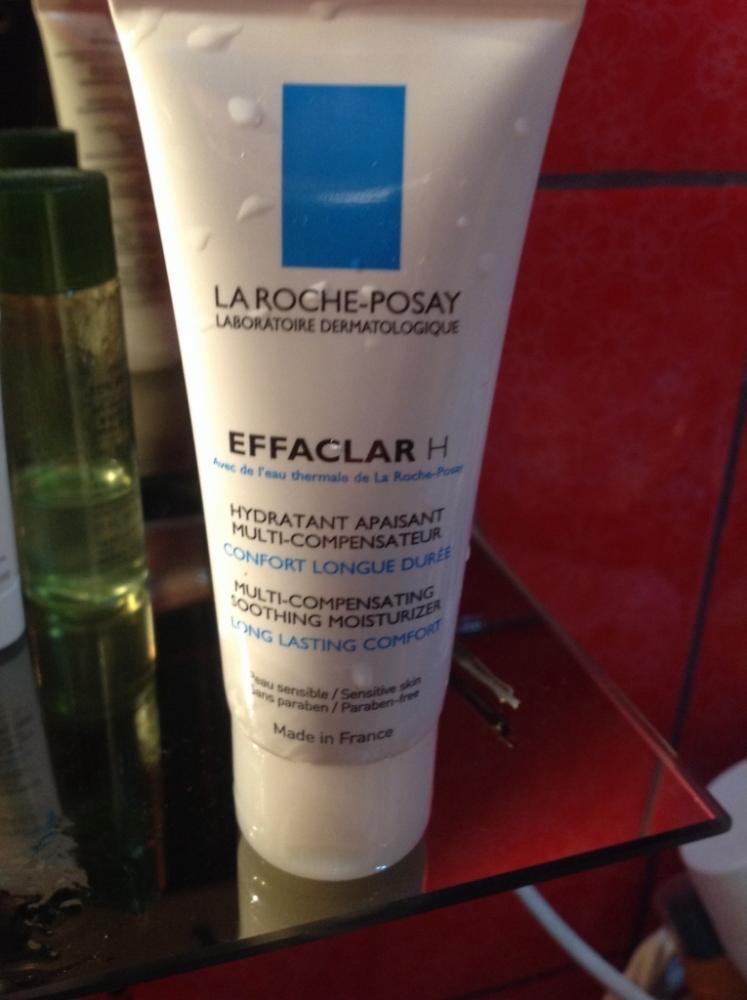 LA ROCHE-POSAY
LABORATOIRE DERMATOLOGIQUE
EFFACLAR H
Avec de l'eau thermale de La Roche-Posay
HYDRATANT APAISANT
MULTI-COMPENSATEUR
CONFORT LONGUE DURÉE
MULTI-COMPENSATING
SOOTHING MOISTURIZER
LONG LASTING COMFORT
Peau sensible / Sensitive skin
Sans paraben / Paraben-free
Made in France